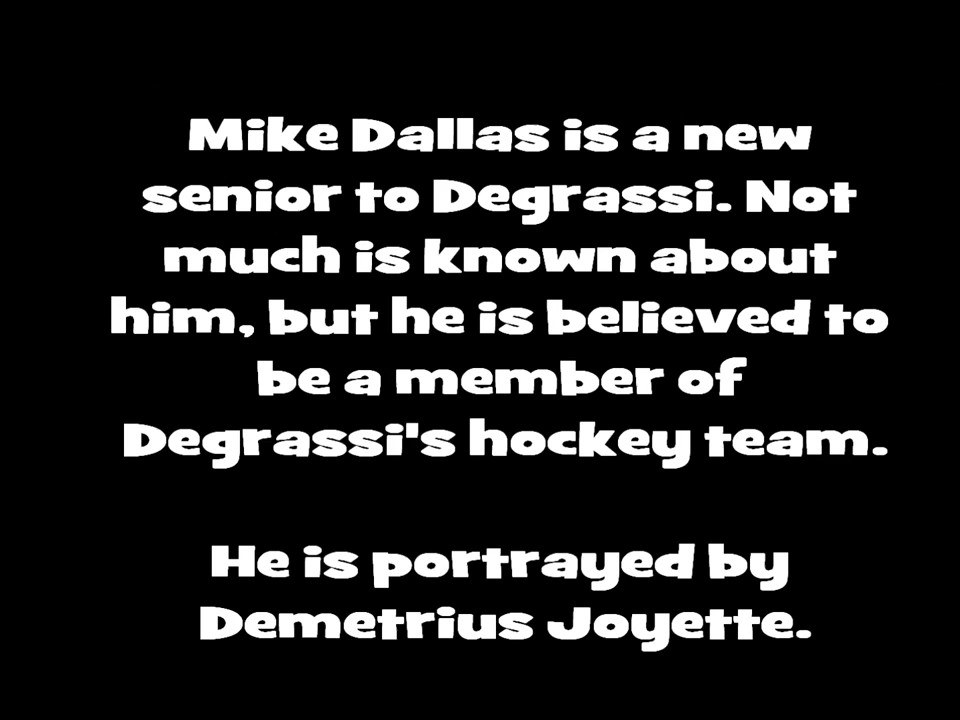 Mike Dallas is a new
senior to Degrassi. Not
much is known about
him, but he is believed to
be a member of
Degrassi's hockey team.
He is portrayed by
Demetrius Joyette.